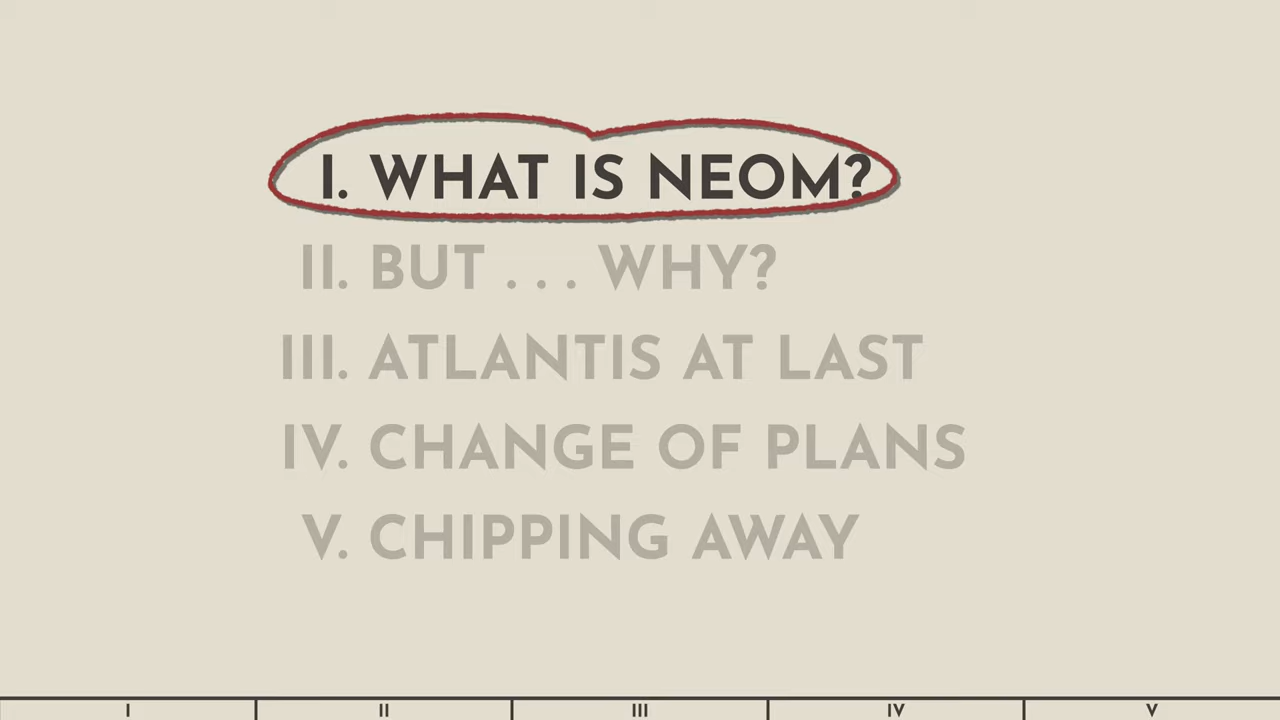 I. WHAT IS NEOM?
II. BUT . . . WHY?
III. ATLANTIS AT LAST
IV. CHANGE OF PLANS
V. CHIPPING AWAY
I II III IV V